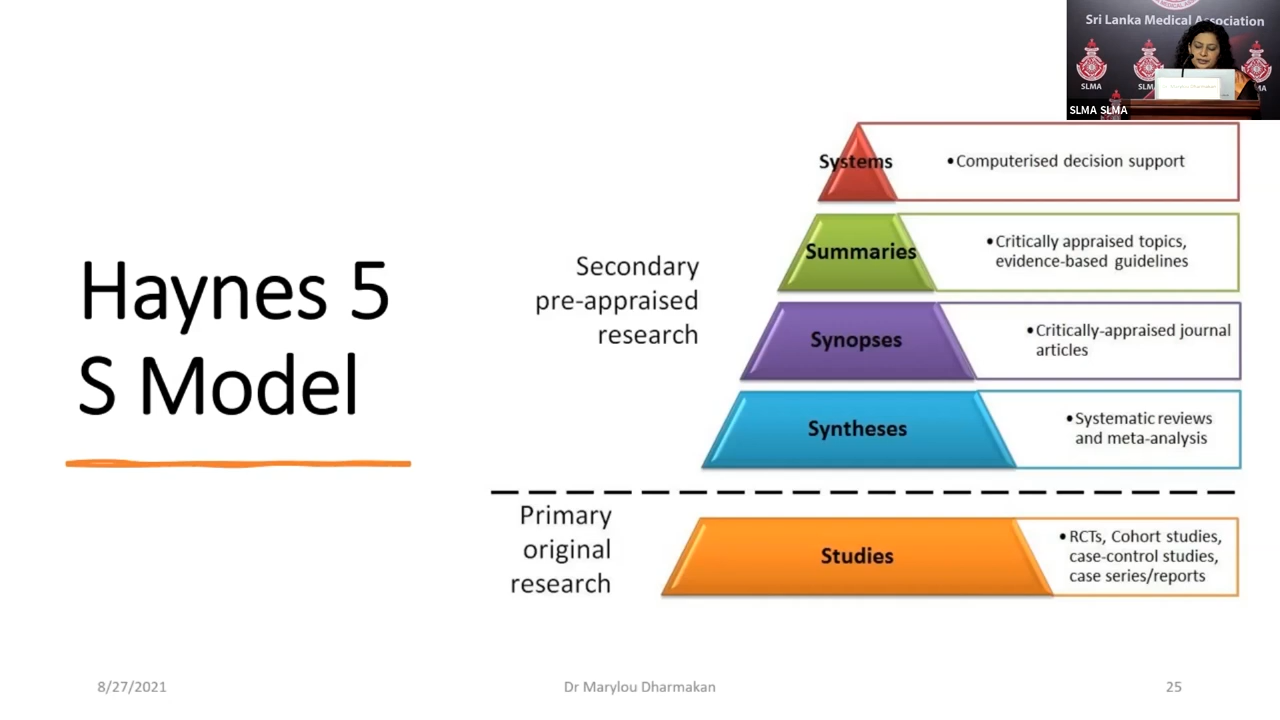 Sri Lanka Medical Association
SLMA
SLMA SLMA
Haynes 5
S Model
Secondary
pre-appraised
research
Systems
•Computerised decision support
Summaries
•Critically appraised topics,
evidence-based guidelines
Synopses
•Critically-appraised journal
articles
Syntheses
•Systematic reviews
and meta-analysis
Primary
original
research
Studies
•RCTs, Cohort studies,
case-control studies,
case series/reports
8/27/2021
Dr Marylou Dharmakan
25